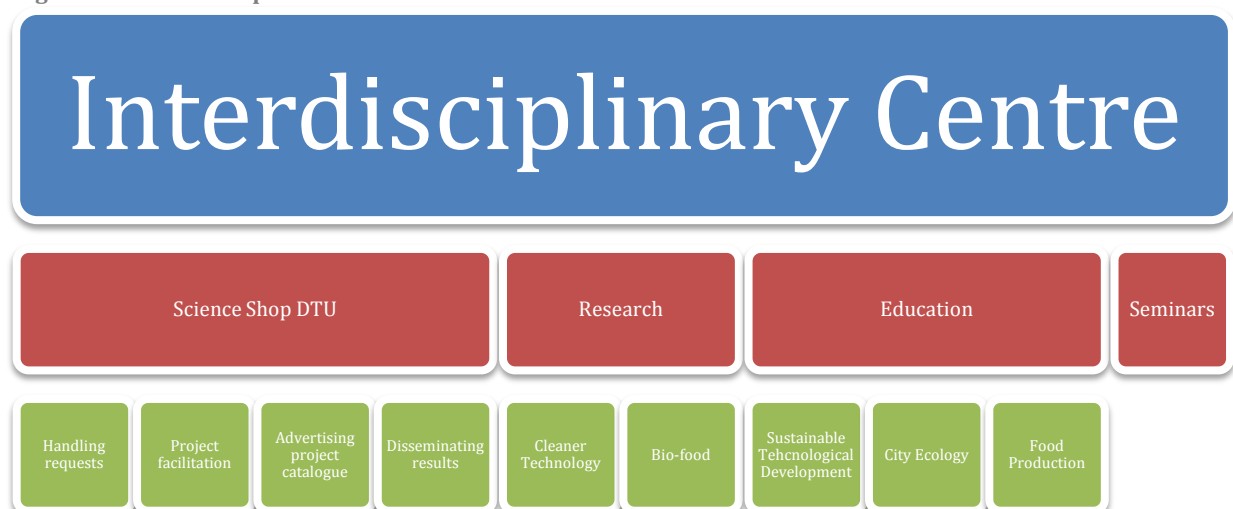 Interdisciplinary Centre
Science Shop DTU
Research
Education
Seminars
Handling
requests
Project
facilitation
Advertising
project
catalogue
Disseminating
results
Cleaner
Technology
Bio-food
Sustainable
Tehcnological
Development
City Ecology
Food
Production